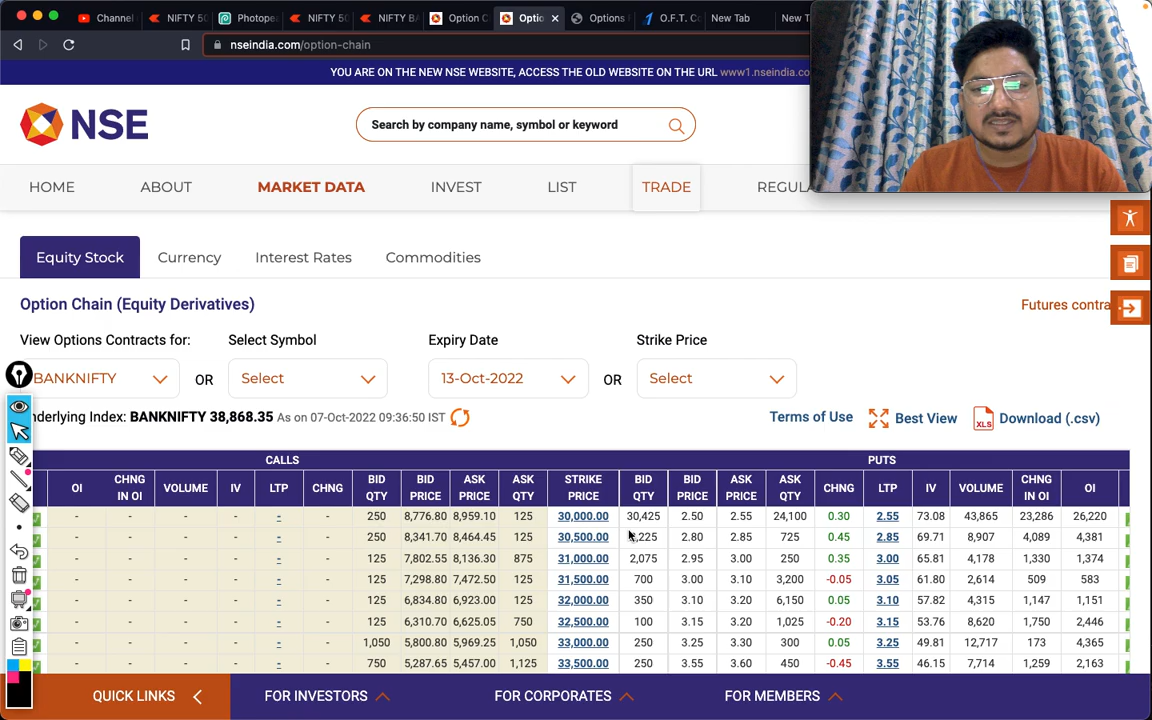 Channel
NIFTY 50
Photope
NIFTY 50
NIFTY BA
Option C
Optio
Options
O.F.T. C
New Tab
New T
nseindia.com/option-chain
YOU ARE ON THE NEW NSE WEBSITE, ACCESS THE OLD WEBSITE ON THE URL www1.nseindia.co
NSE
Search by company name, symbol or keyword
HOME ABOUT MARKET DATA INVEST LIST TRADE REGULA
Equity Stock Currency Interest Rates Commodities
Option Chain (Equity Derivatives)
Futures contra
View Options Contracts for: Select Symbol Expiry Date Strike Price
BANKNIFTY OR Select 13-Oct-2022 OR Select
nderlying Index: BANKNIFTY 38,868.35 As on 07-Oct-2022 09:36:50 IST
Terms of Use Best View XLS Download (.csv)
CALLS PUTS
OI CHNG IN OI VOLUME IV LTP CHNG BID QTY BID PRICE ASK PRICE ASK QTY STRIKE PRICE BID QTY BID PRICE ASK PRICE ASK QTY CHNG LTP IV VOLUME CHNG IN OI OI
- - - - - - 250 8,776.80 8,959.10 125 30,000.00 30,425 2.50 2.55 24,100 0.30 2.55 73.08 43,865 23,286 26,220
- - - - - - 250 8,341.70 8,464.45 125 30,500.00 ,225 2.80 2.85 725 0.45 2.85 69.71 8,907 4,089 4,381
- - - - - - 125 7,802.55 8,136.30 875 31,000.00 2,075 2.95 3.00 250 0.35 3.00 65.81 4,178 1,330 1,374
- - - - - - 125 7,298.80 7,472.50 125 31,500.00 700 3.00 3.10 3,200 -0.05 3.05 61.80 2,614 509 583
- - - - - - 125 6,834.80 6,923.00 125 32,000.00 350 3.10 3.20 6,150 0.05 3.10 57.82 4,315 1,147 1,151
- - - - - - 125 6,310.70 6,625.05 750 32,500.00 100 3.15 3.20 1,025 -0.20 3.15 53.76 8,620 1,750 2,446
- - - - - - 1,050 5,800.80 5,969.25 1,050 33,000.00 250 3.25 3.30 300 0.05 3.25 49.81 12,717 173 4,365
- - - - - - 750 5,287.65 5,457.00 1,125 33,500.00 250 3.55 3.60 450 -0.45 3.55 46.15 7,714 1,259 2,163
QUICK LINKS FOR INVESTORS FOR CORPORATES FOR MEMBERS